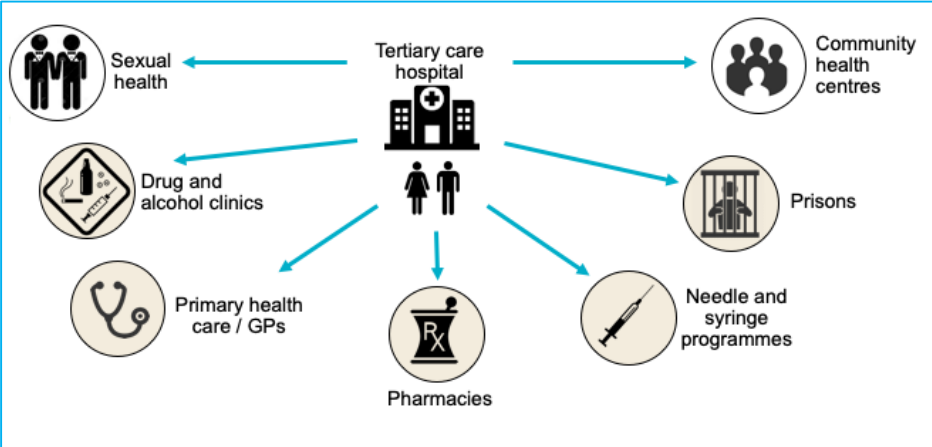 Sexual
health
Tertiary care
hospital
Community
health
centres
Drug and
alcohol clinics
Prisons
Primary health
care / GPs
Rx
Pharmacies
Needle and
syringe
programmes